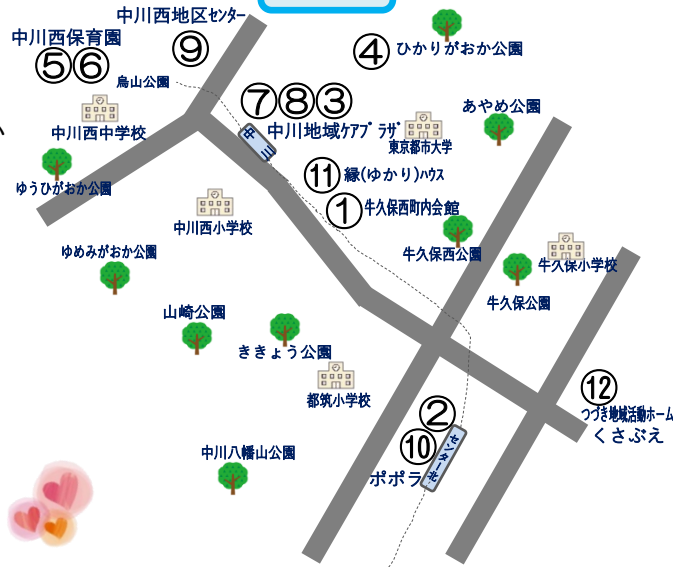 中川西地区センター
中川西保育園
⑨
④
ひかりがおか公園
⑤⑥
烏山公園
⑦⑧③
あやめ公園
中川西中学校
中川
中川地域ケアプラザ
東京都市大学
ゆうひがおか公園
⑪
縁(ゆかり)ハウス
①
牛久保西町内会館
中川西小学校
ゆめみがおか公園
牛久保西公園
牛久保小学校
牛久保公園
山崎公園
ききょう公園
都筑小学校
⑫
つづき地域活動ホーム
くさぶえ
②
⑩
センター北
ポポラ
中川八幡山公園